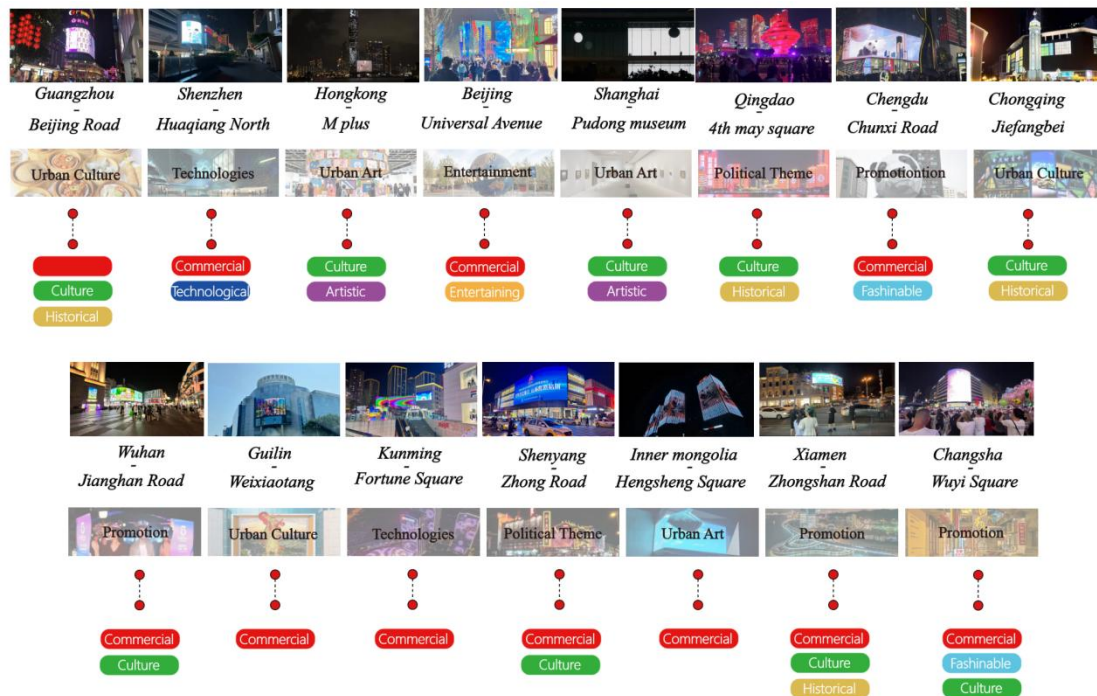 Guangzhou
-
Beijing Road
Shenzhen
-
Huaqiang North
Hongkong
-
M plus
Beijing
-
Universal Avenue
Shanghai
-
Pudong museum
Qingdao
-
4th may square
Chengdu
-
Chunxi Road
Chongqing
-
Jiefangbei
Urban Culture
Technologies
Urban Art
Entertainment
Urban Art
Political Theme
Promotiontion
Urban Culture
Culture
Historical
Commercial
Technological
Culture
Artistic
Commercial
Entertaining
Culture
Artistic
Culture
Historical
Commercial
Fashinable
Culture
Historical
Wuhan
-
Jianghan Road
Guilin
-
Weixiaotang
Kunming
-
Fortune Square
Shenyang
-
Zhong Road
Inner mongolia
-
Hengsheng Square
Xiamen
-
Zhongshan Road
Changsha
-
Wuyi Square
Promotion
Urban Culture
Technologies
Political Theme
Urban Art
Promotion
Promotion
Commercial
Culture
Commercial
Commercial
Commercial
Culture
Commercial
Commercial
Culture
Historical
Commercial
Fashinable
Culture